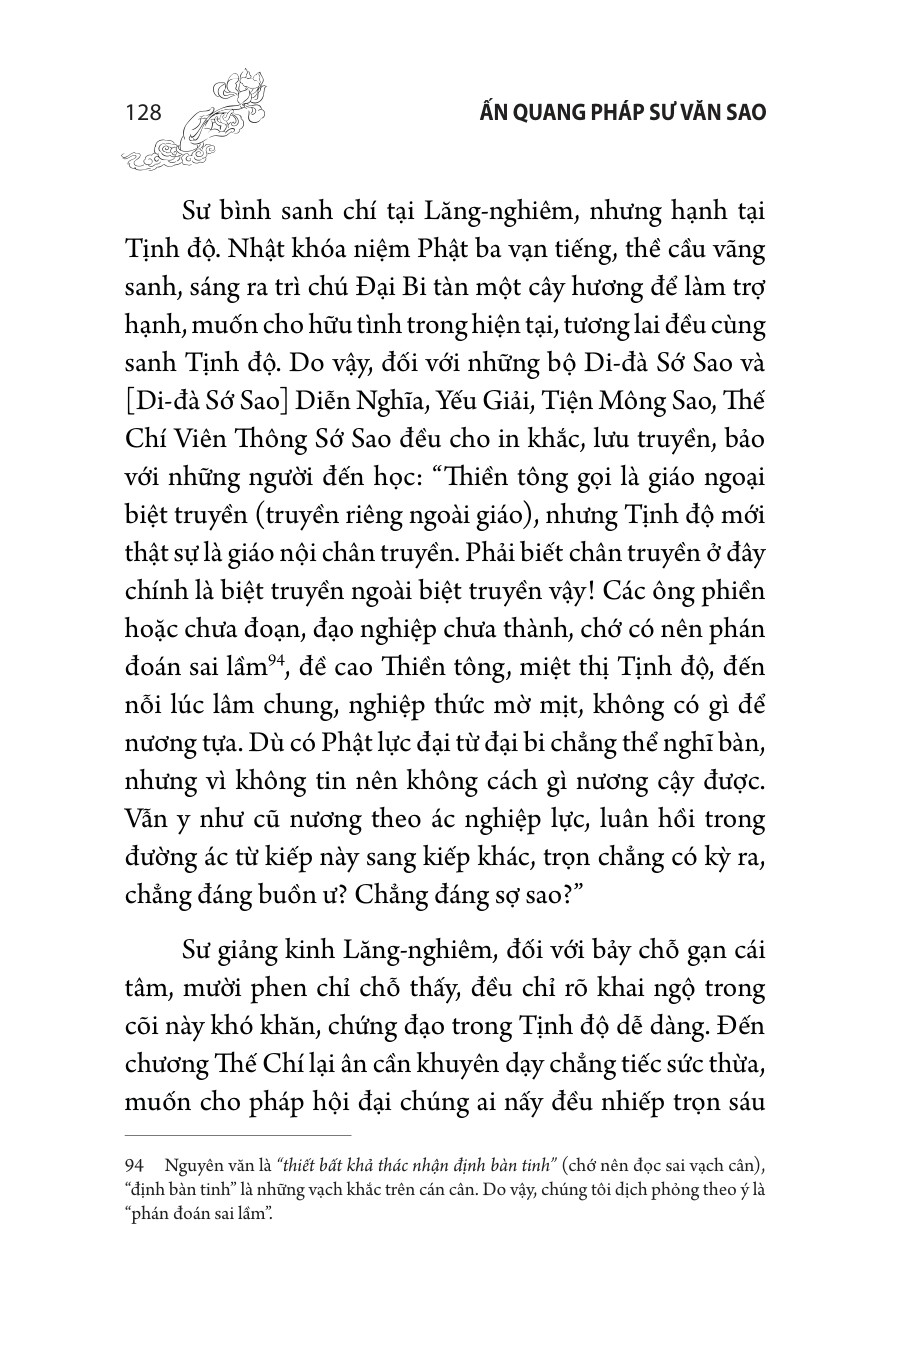 128
ẤN QUANG PHÁP SƯ VĂN SAO
Sư bình sanh chí tại Lăng-nghiêm, nhưng hạnh tại
Tịnh độ. Nhật khóa niệm Phật ba vạn tiếng, thề cầu vãng
sanh, sáng ra trì chú Đại Bi tàn một cây hương để làm trợ
hạnh, muốn cho hữu tình trong hiện tại, tương lai đều cùng
sanh Tịnh độ. Do vậy, đối với những bộ Di-đà Sớ Sao và
[Di-đà Sớ Sao] Diễn Nghĩa, Yếu Giải, Tiện Mông Sao, Thế
Chí Viên Thông Sớ Sao đều cho in khắc, lưu truyền, bảo
với những người đến học: “Thiền tông gọi là giáo ngoại
biệt truyền (truyền riêng ngoài giáo), nhưng Tịnh độ mới
thật sự là giáo nội chân truyền. Phải biết chân truyền ở đây
chính là biệt truyền ngoài biệt truyền vậy! Các ông phiền
hoặc chưa đoạn, đạo nghiệp chưa thành, chớ có nên phán
đoán sai lầm94, đề cao Thiền tông, miệt thị Tịnh độ, đến
nỗi lúc lâm chung, nghiệp thức mờ mịt, không có gì để
nương tựa. Dù có Phật lực đại từ đại bi chẳng thể nghĩ bàn,
nhưng vì không tin nên không cách gì nương cậy được.
Vẫn y như cũ nương theo ác nghiệp lực, luân hồi trong
đường ác từ kiếp này sang kiếp khác, trọn chẳng có kỳ ra,
chẳng đáng buồn ư? Chẳng đáng sợ sao?”
Sư giảng kinh Lăng-nghiêm, đối với bảy chỗ gạn cái
tâm, mười phen chỉ chỗ thấy, đều chỉ rõ khai ngộ trong
cõi này khó khăn, chứng đạo trong Tịnh độ dễ dàng. Đến
chương Thế Chí lại ân cần khuyên dạy chẳng tiếc sức thừa,
muốn cho pháp hội đại chúng ai nấy đều nhiếp trọn sáu
94 Nguyên văn là “thiết bất khả thác nhận định bàn tinh” (chớ nên đọc sai vạch cân),
“định bàn tinh” là những vạch khắc trên cán cân. Do vậy, chúng tôi dịch phỏng theo ý là
“phán đoán sai lầm”.